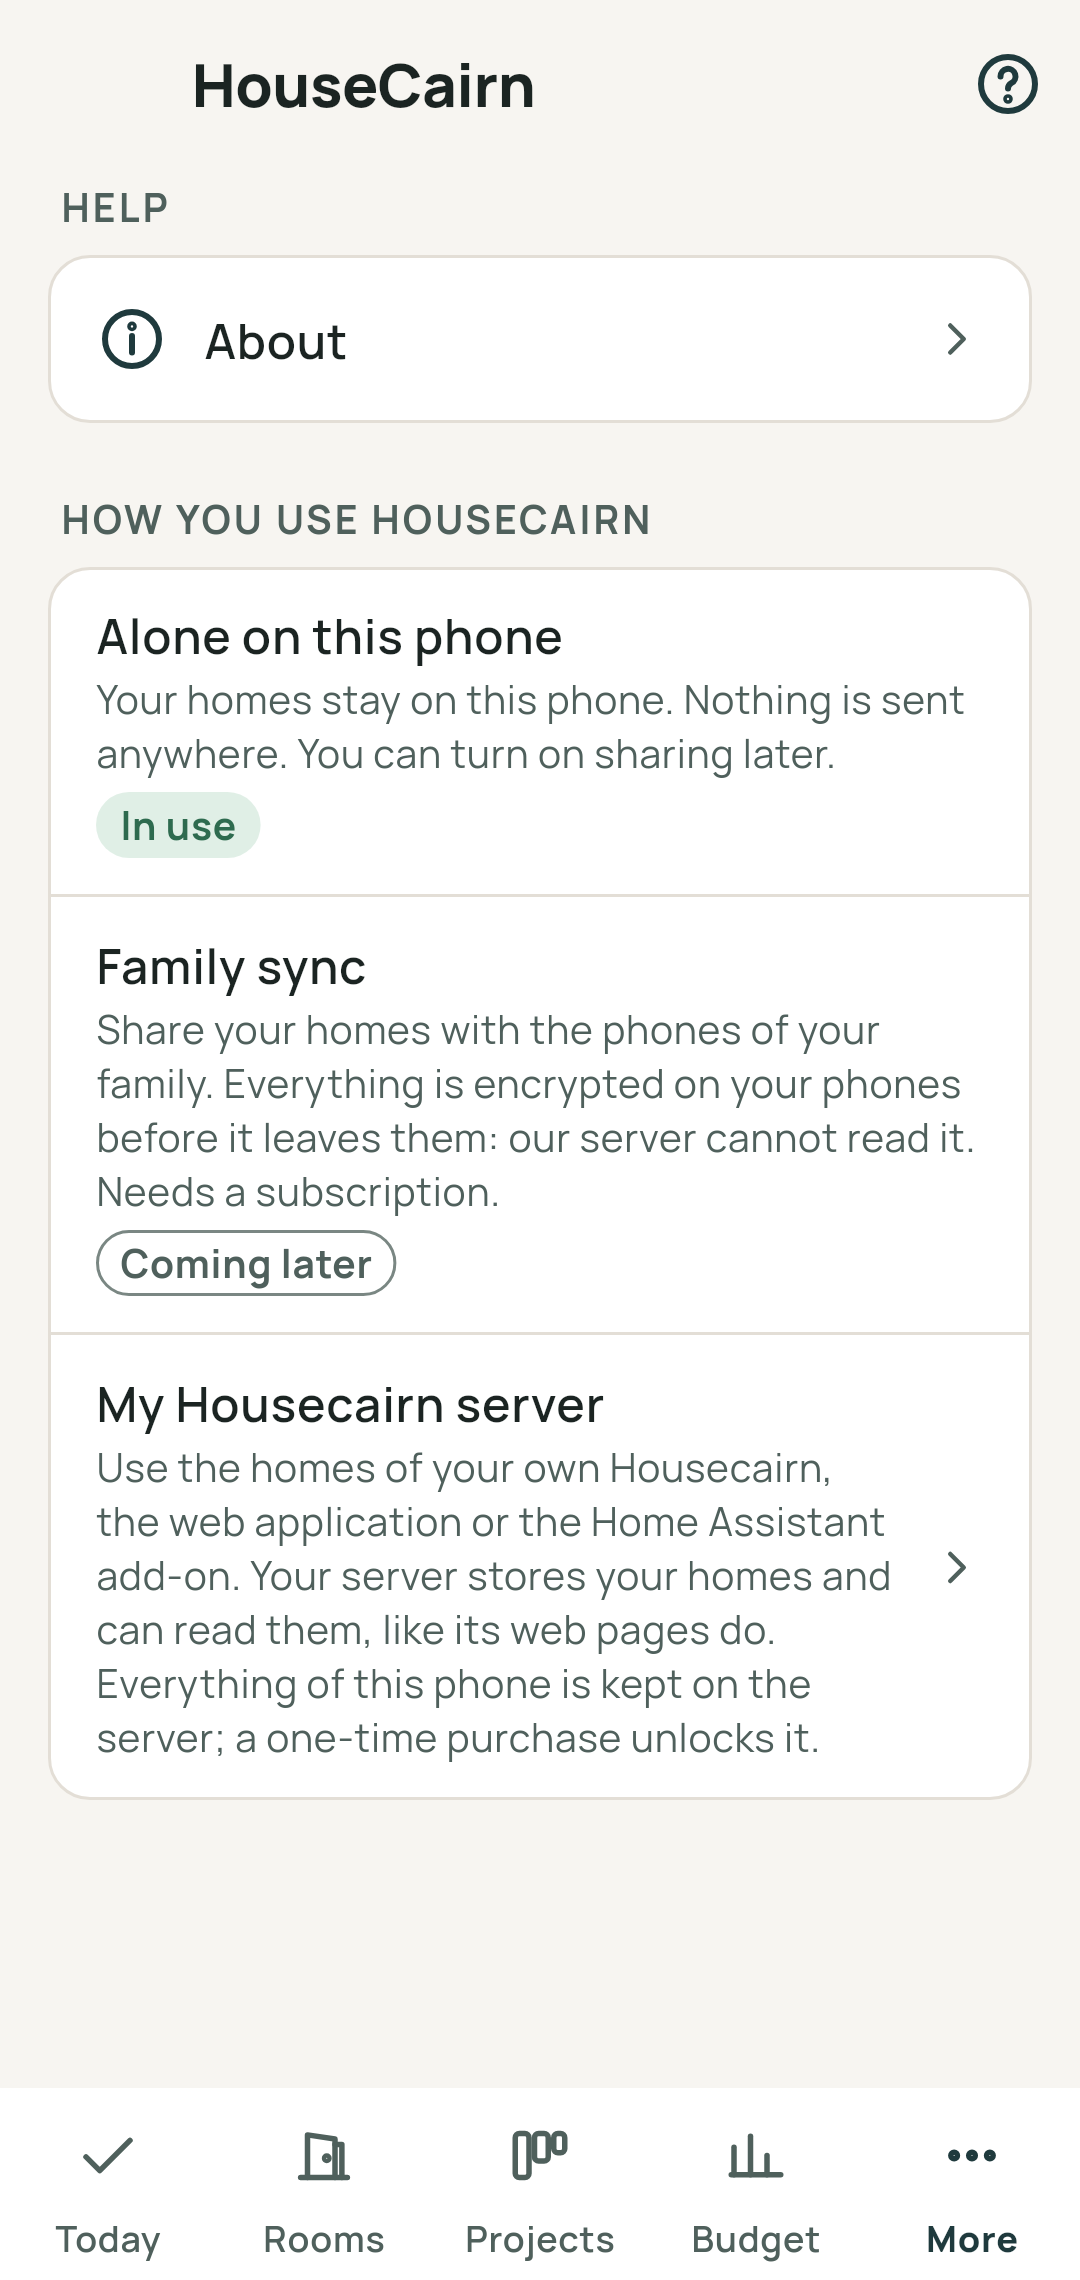 HouseCairn
HELP
About
HOW YOU USE HOUSECAIRN
Alone on this phone
Your homes stay on this phone. Nothing is sent
anywhere. You can turn on sharing later.
In use
Family sync
Share your homes with the phones of your
family. Everything is encrypted on your phones
before it leaves them: our server cannot read it.
Needs a subscription.
Coming later
My Housecairn server
Use the homes of your own Housecairn,
the web application or the Home Assistant
add-on. Your server stores your homes and
can read them, like its web pages do.
Everything of this phone is kept on the
server; a one-time purchase unlocks it.
Today
Rooms
Projects
Budget
More